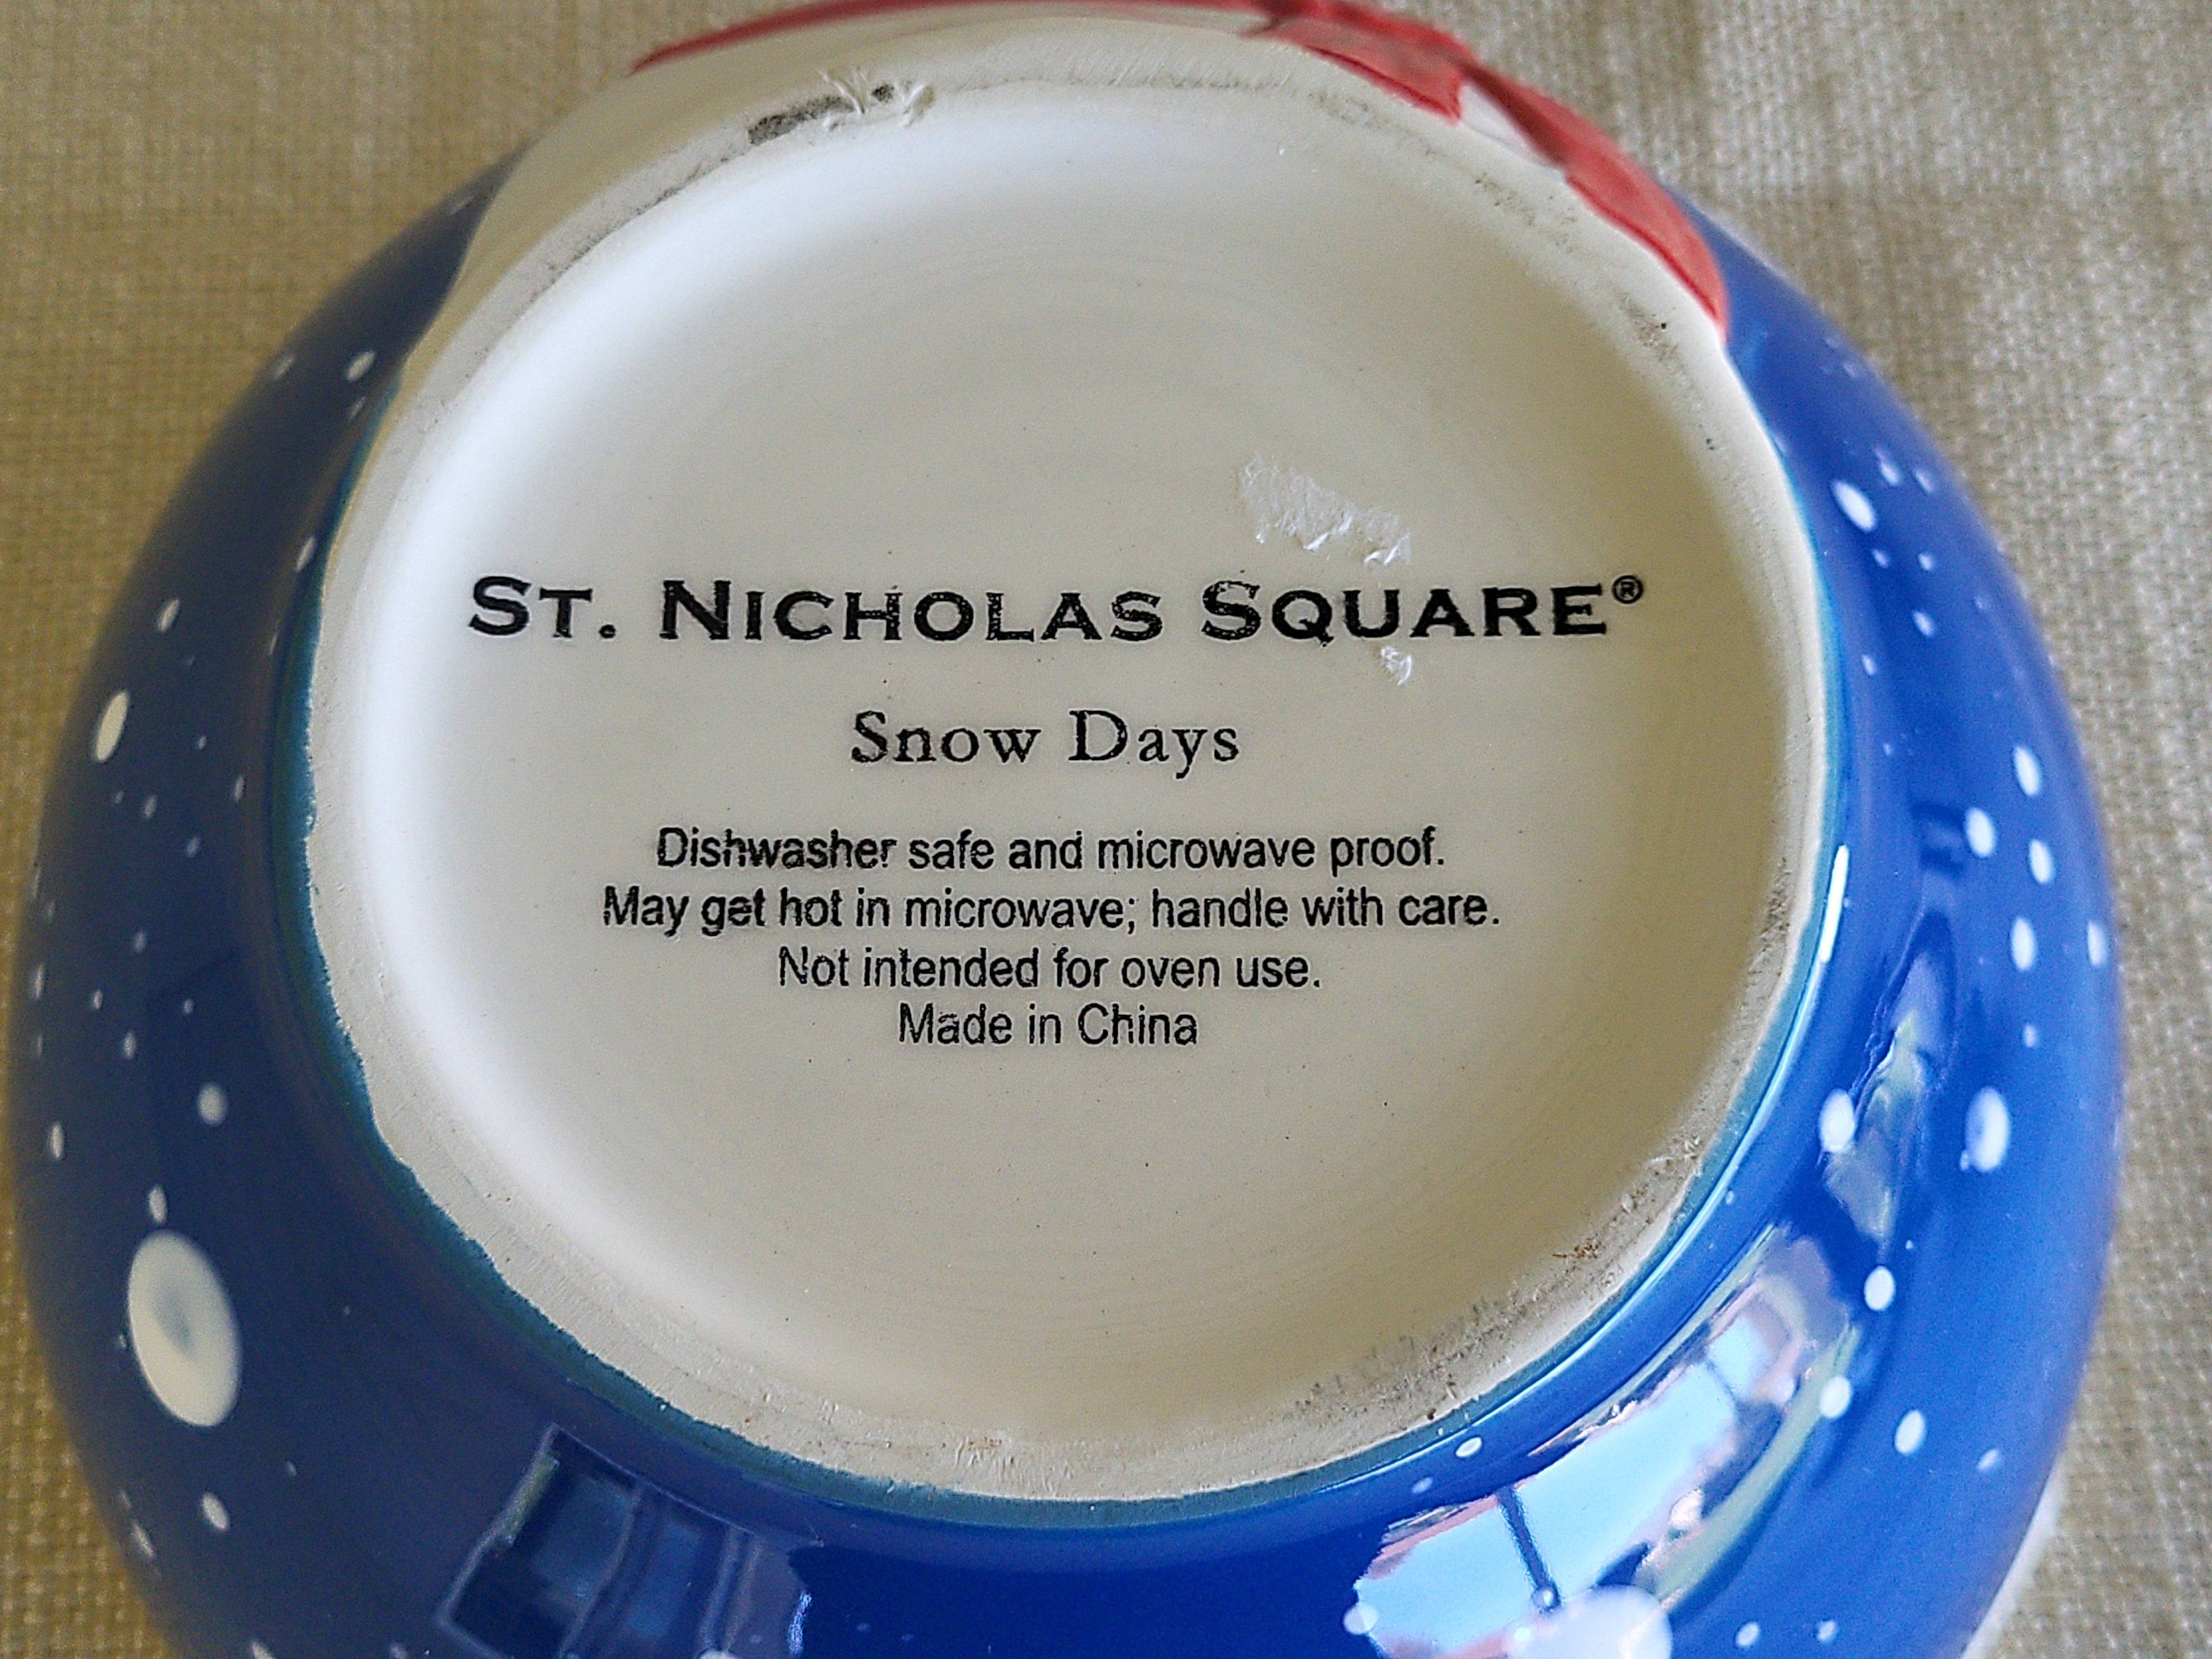 ST. NICHOLAS SQUARE®
Snow Days
Dishwasher safe and microwave proof.
May get hot in microwave; handle with care.
Not intended for oven use.
Made in China